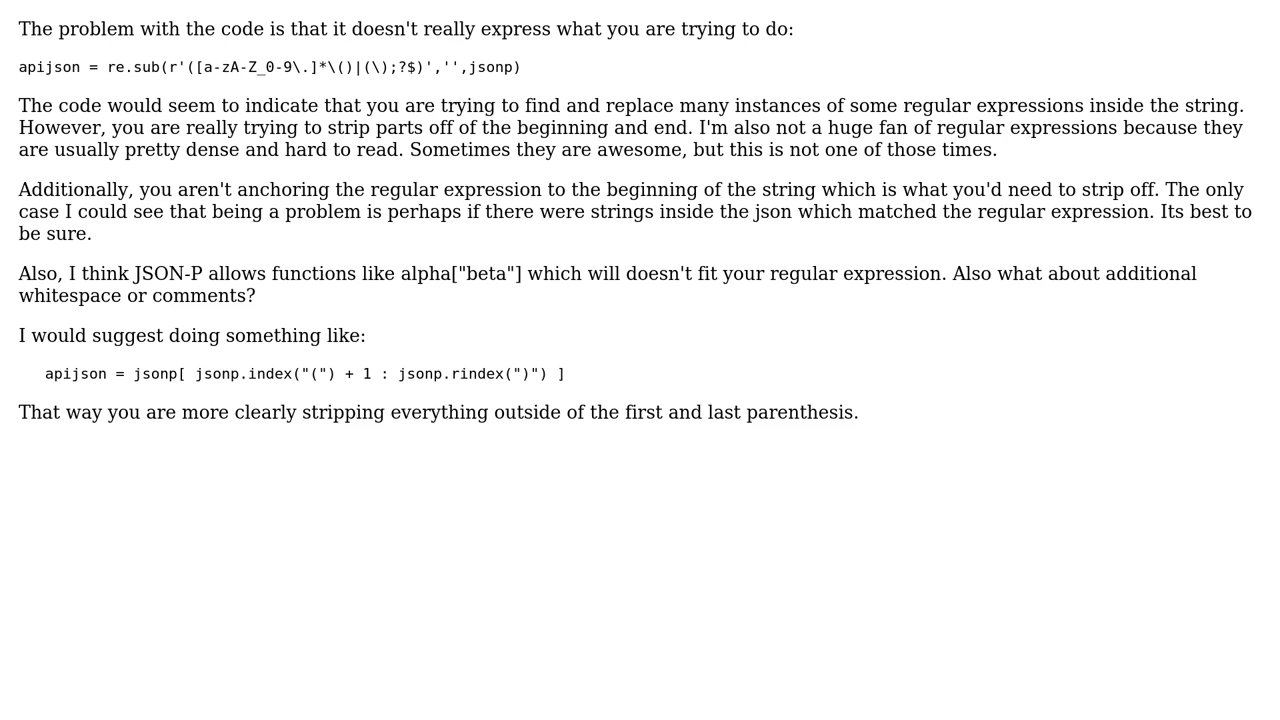 The problem with the code is that it doesn't really express what you are trying to do:
apijson = re.sub(r'([a-zA-Z_0-9\.]*\()|(\);?$)','',jsonp)
The code would seem to indicate that you are trying to find and replace many instances of some regular expressions inside the string.
However, you are really trying to strip parts off of the beginning and end. I'm also not a huge fan of regular expressions because they
are usually pretty dense and hard to read. Sometimes they are awesome, but this is not one of those times.
Additionally, you aren't anchoring the regular expression to the beginning of the string which is what you'd need to strip off. The only
case I could see that being a problem is perhaps if there were strings inside the json which matched the regular expression. Its best to
be sure.
Also, I think JSON-P allows functions like alpha["beta"] which will doesn't fit your regular expression. Also what about additional
whitespace or comments?
I would suggest doing something like:
apijson = jsonp[ jsonp.index("(") + 1 : jsonp.rindex(")") ]
That way you are more clearly stripping everything outside of the first and last parenthesis.